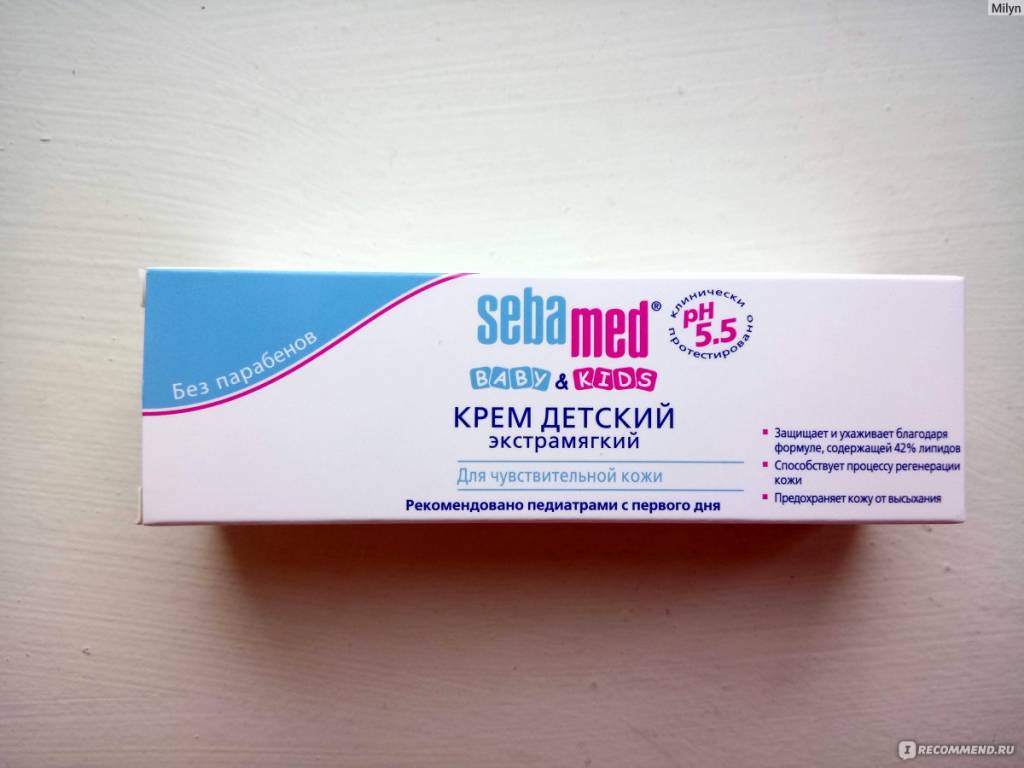 Milyn
Без парабенов
sebamed®
BABY & KIDS
клинически
pH
5.5
протестировано
КРЕМ ДЕТСКИЙ
экстрамягкий
Для чувствительной кожи
Рекомендовано педиатрами с первого дня
Защищает и ухаживает благодаря
формуле, содержащей 42% липидов
Способствует процессу регенерации
кожи
Предохраняет кожу от высыхания
IRECOMMEND.RU